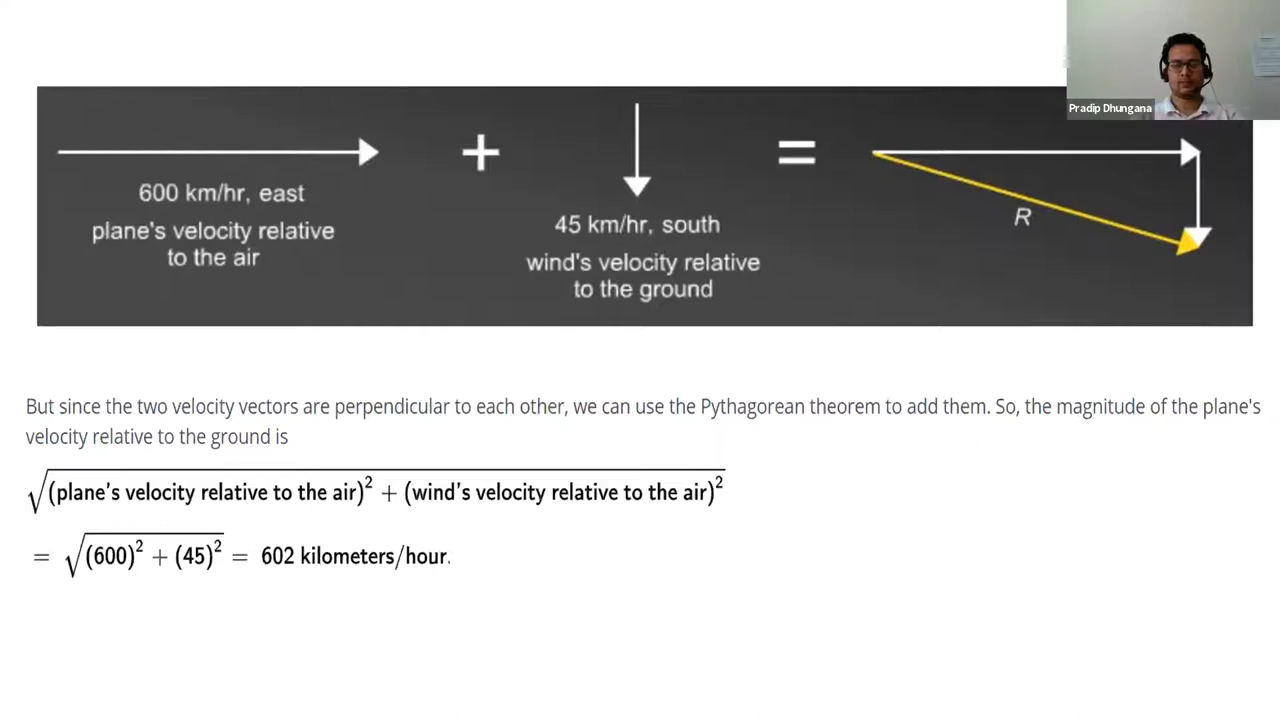 Pradip Dhungana
+
=
600 km/hr, east
plane's velocity relative
to the air
45 km/hr, south
wind's velocity relative
to the ground
R
But since the two velocity vectors are perpendicular to each other, we can use the Pythagorean theorem to add them. So, the magnitude of the plane's
velocity relative to the ground is
√(plane's velocity relative to the air)² + (wind's velocity relative to the air)²
= √(600)² + (45)² = 602 kilometers/hour.